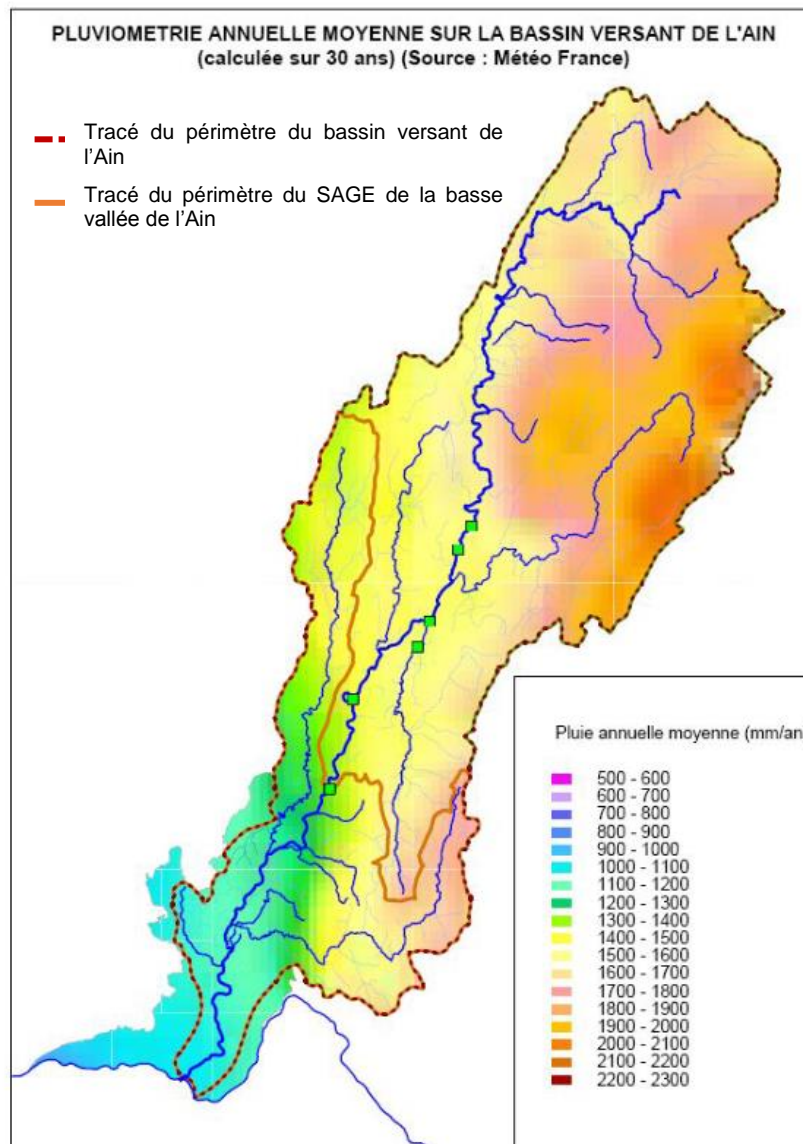 PLUVIOMETRIE ANNUELLE MOYENNE SUR LA BASSIN VERSANT DE L'AIN
(calculée sur 30 ans) (Source : Météo France)
Tracé du périmètre du bassin versant de
l'Ain
Tracé du périmètre du SAGE de la basse
vallée de l'Ain
Pluie annuelle moyenne (mm/an
500 - 600
600 - 700
700 - 800
800 - 900
900 - 1000
1000 - 1100
1100 - 1200
1200 - 1300
1300 - 1400
1400 - 1500
1500 - 1600
1600 - 1700
1700 - 1800
1800 - 1900
1900 - 2000
2000 - 2100
2100 - 2200
2200 - 2300